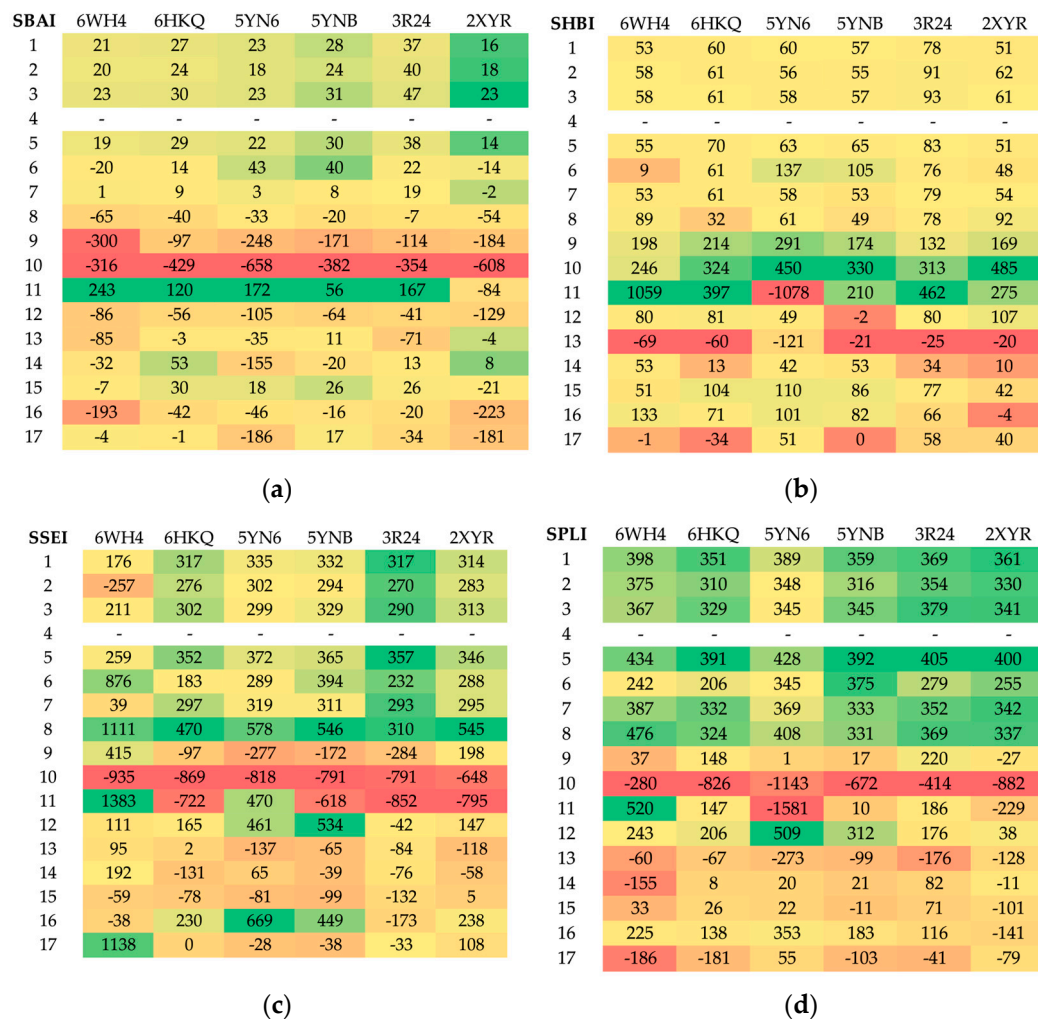 SBAI 6WH4 6HKQ 5YN6 5YNB 3R24 2XYR
1 21 27 23 28 37 16
2 20 24 18 24 40 18
3 23 30 23 31 47 23
4 - - - - - -
5 19 29 22 30 38 14
6 -20 14 43 40 22 -14
7 1 9 3 8 19 -2
8 -65 -40 -33 -20 -7 -54
9 -300 -97 -248 -171 -114 -184
10 -316 -429 -658 -382 -354 -608
11 243 120 172 56 167 -84
12 -86 -56 -105 -64 -41 -129
13 -85 -3 -35 11 -71 -4
14 -32 53 -155 -20 13 8
15 -7 30 18 26 26 -21
16 -193 -42 -46 -16 -20 -223
17 -4 -1 -186 17 -34 -181
(a)
SHBI 6WH4 6HKQ 5YN6 5YNB 3R24 2XYR
1 53 60 60 57 78 51
2 58 61 56 55 91 62
3 58 61 58 57 93 61
4 - - - - - -
5 55 70 63 65 83 51
6 9 61 137 105 76 48
7 53 61 58 53 79 54
8 89 32 61 49 78 92
9 198 214 291 174 132 169
10 246 324 450 330 313 485
11 1059 397 -1078 210 462 275
12 80 81 49 -2 80 107
13 -69 -60 -121 -21 -25 -20
14 53 13 42 53 34 10
15 51 104 110 86 77 42
16 133 71 101 82 66 -4
17 -1 -34 51 0 58 40
(b)
SSEI 6WH4 6HKQ 5YN6 5YNB 3R24 2XYR
1 176 317 335 332 317 314
2 -257 276 302 294 270 283
3 211 302 299 329 290 313
4 - - - - - -
5 259 352 372 365 357 346
6 876 183 289 394 232 288
7 39 297 319 311 293 295
8 1111 470 578 546 310 545
9 415 -97 -277 -172 -284 198
10 -935 -869 -818 -791 -791 -648
11 1383 -722 470 -618 -852 -795
12 111 165 461 534 -42 147
13 95 2 -137 -65 -84 -118
14 192 -131 65 -39 -76 -58
15 -59 -78 -81 -99 -132 5
16 -38 230 669 449 -173 238
17 1138 0 -28 -38 -33 108
(c)
SPLI 6WH4 6HKQ 5YN6 5YNB 3R24 2XYR
1 398 351 389 359 369 361
2 375 310 348 316 354 330
3 367 329 345 345 379 341
4 - - - - - -
5 434 391 428 392 405 400
6 242 206 345 375 279 255
7 387 332 369 333 352 342
8 476 324 408 331 369 337
9 37 148 1 17 220 -27
10 -280 -826 -1143 -672 -414 -882
11 520 147 -1581 10 186 -229
12 243 206 509 312 176 38
13 -60 -67 -273 -99 -176 -128
14 -155 8 20 21 82 -11
15 33 26 22 -11 71 -101
16 225 138 353 183 116 -141
17 -186 -181 55 -103 -41 -79
(d)